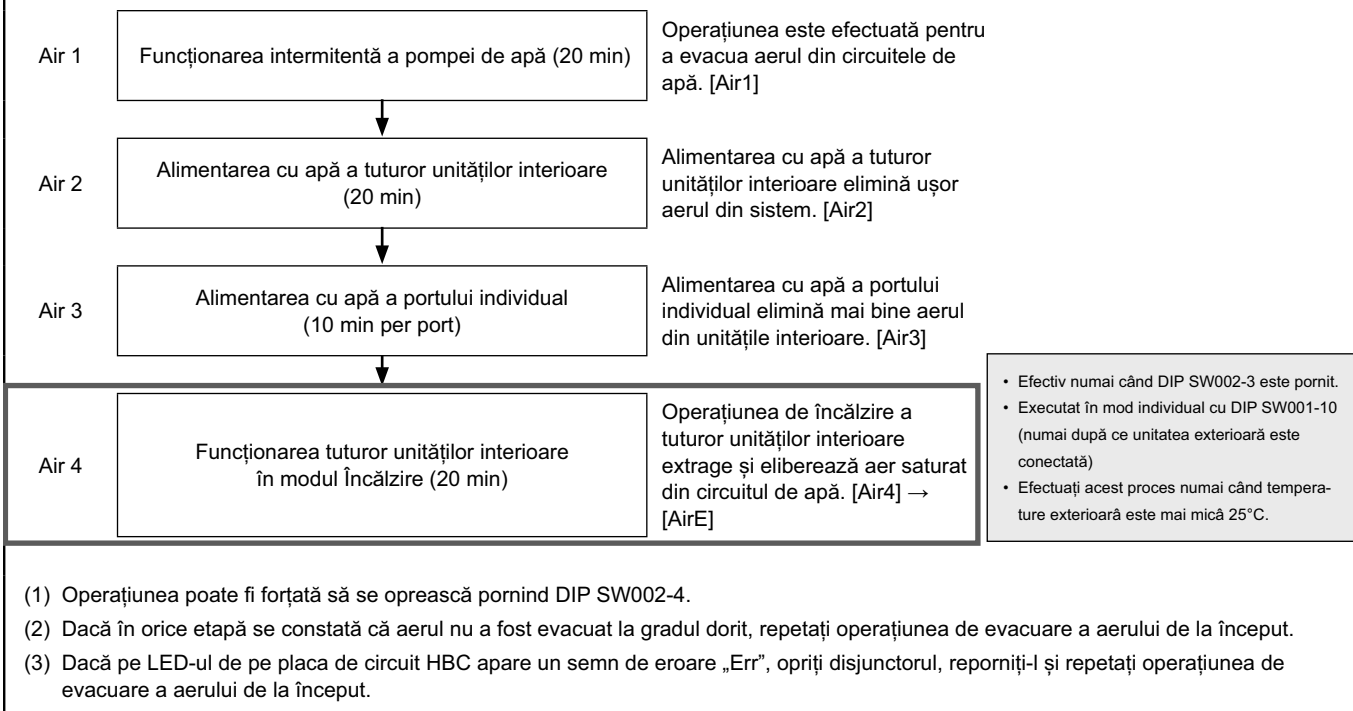 Air 1
Funcționarea intermitentă a pompei de apă (20 min)
Operațiunea este efectuată pentru
a evacua aerul din circuitele de
apă. [Air1]
Air 2
Alimentarea cu apă a tuturor unităților interioare
(20 min)
Alimentarea cu apă a tuturor
unităților interioare elimină ușor
aerul din sistem. [Air2]
Air 3
Alimentarea cu apă a portului individual
(10 min per port)
Alimentarea cu apă a portului
individual elimină mai bine aerul
din unitățile interioare. [Air3]
Air 4
Funcționarea tuturor unităților interioare
în modul Încălzire (20 min)
Operațiunea de încălzire a
tuturor unităților interioare
extrage și eliberează aer saturat
din circuitul de apă. [Air4] →
[AirE]
• Efectiv numai când DIP SW002-3 este pornit.
• Executat în mod individual cu DIP SW001-10
(numai după ce unitatea exterioară este
conectată)
• Efectuați acest proces numai când tempera-
ture exterioarâ este mai micâ 25°C.
(1) Operațiunea poate fi forțată să se oprească pornind DIP SW002-4.
(2) Dacă în orice etapă se constată că aerul nu a fost evacuat la gradul dorit, repetați operațiunea de evacuare a aerului de la început.
(3) Dacă pe LED-ul de pe placa de circuit HBC apare un semn de eroare „Err”, opriți disjunctorul, reporniți-l și repetați operațiunea de
evacuare a aerului de la început.